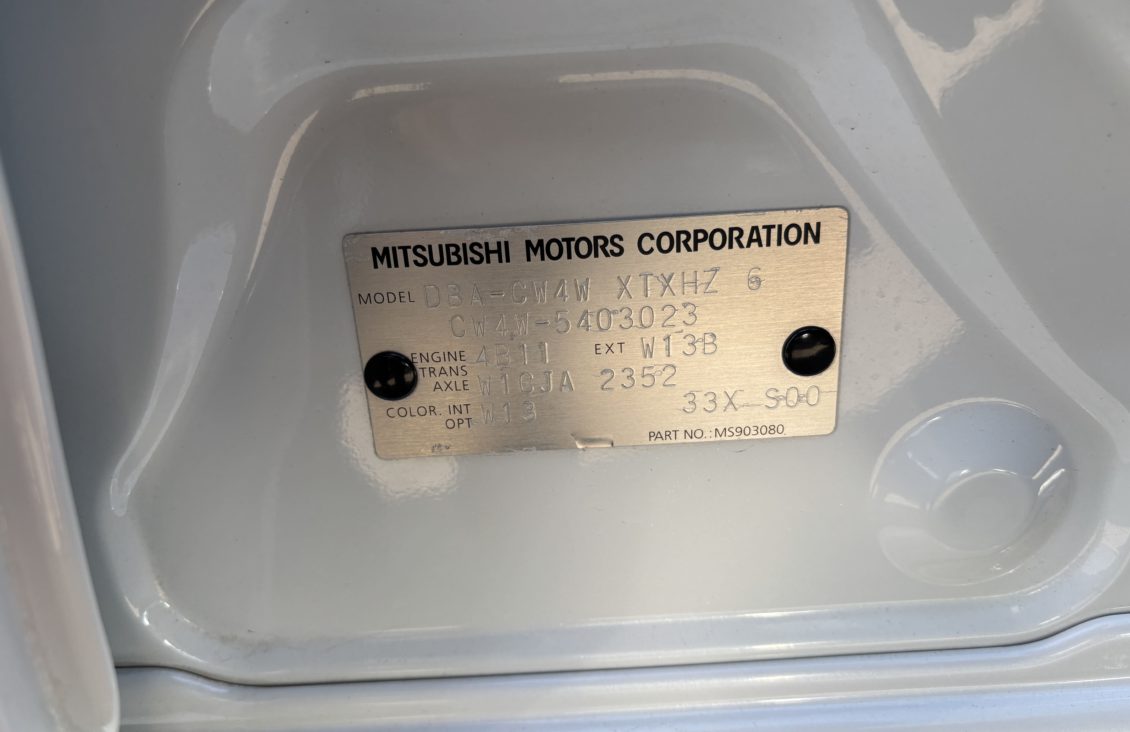 MITSUBISHI MOTORS CORPORATION
MODEL DBA-CW4W XTXHZ 6
CW4W-5403023
ENGINE 4B11 EXT W13B
TRANS AXLE W1CJA 2352
COLOR. INT OPT W13 33X S00
PART NO.: MS903080